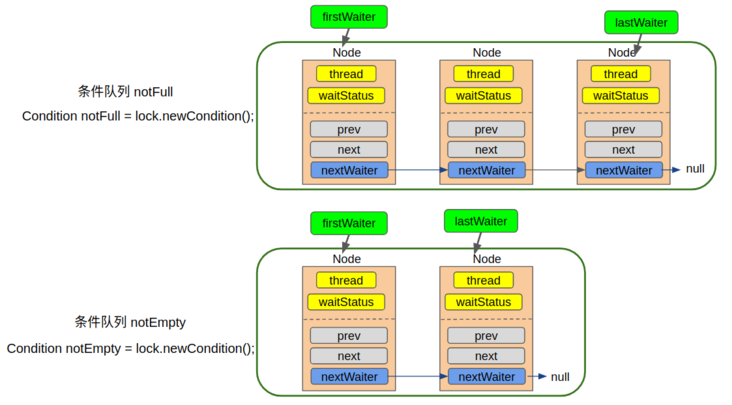 firstWaiter
lastWaiter
Node
Node
Node
thread
thread
thread
条件队列 notFull
waitStatus
waitStatus
waitStatus
Condition notFull = lock.newCondition();
prev
prev
prev
next
next
next
nextWaiter
nextWaiter
nextWaiter
null
firstWaiter
lastWaiter
Node
Node
thread
thread
waitStatus
waitStatus
条件队列 notEmpty
prev
prev
Condition notEmpty = lock.newCondition();
next
next
nextWaiter
nextWaiter
null